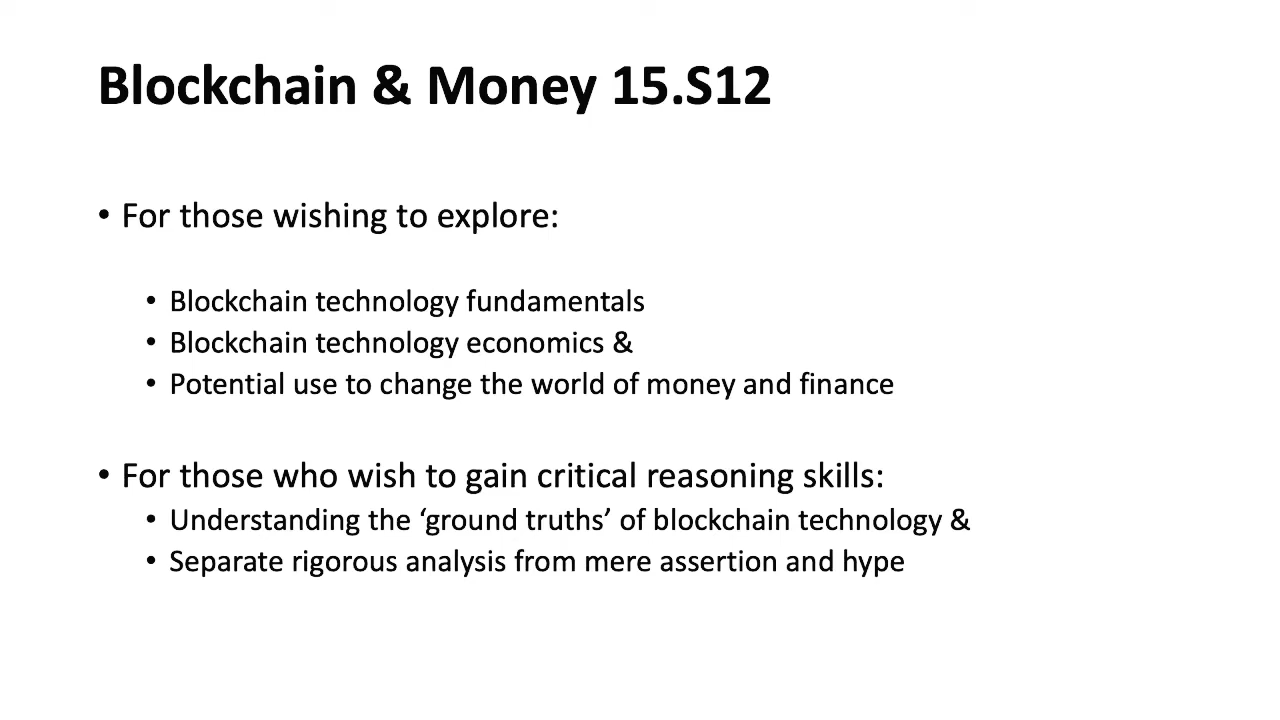 Blockchain & Money 15.S12
• For those wishing to explore:
• Blockchain technology fundamentals
• Blockchain technology economics &
• Potential use to change the world of money and finance
• For those who wish to gain critical reasoning skills:
• Understanding the ‘ground truths’ of blockchain technology &
• Separate rigorous analysis from mere assertion and hype